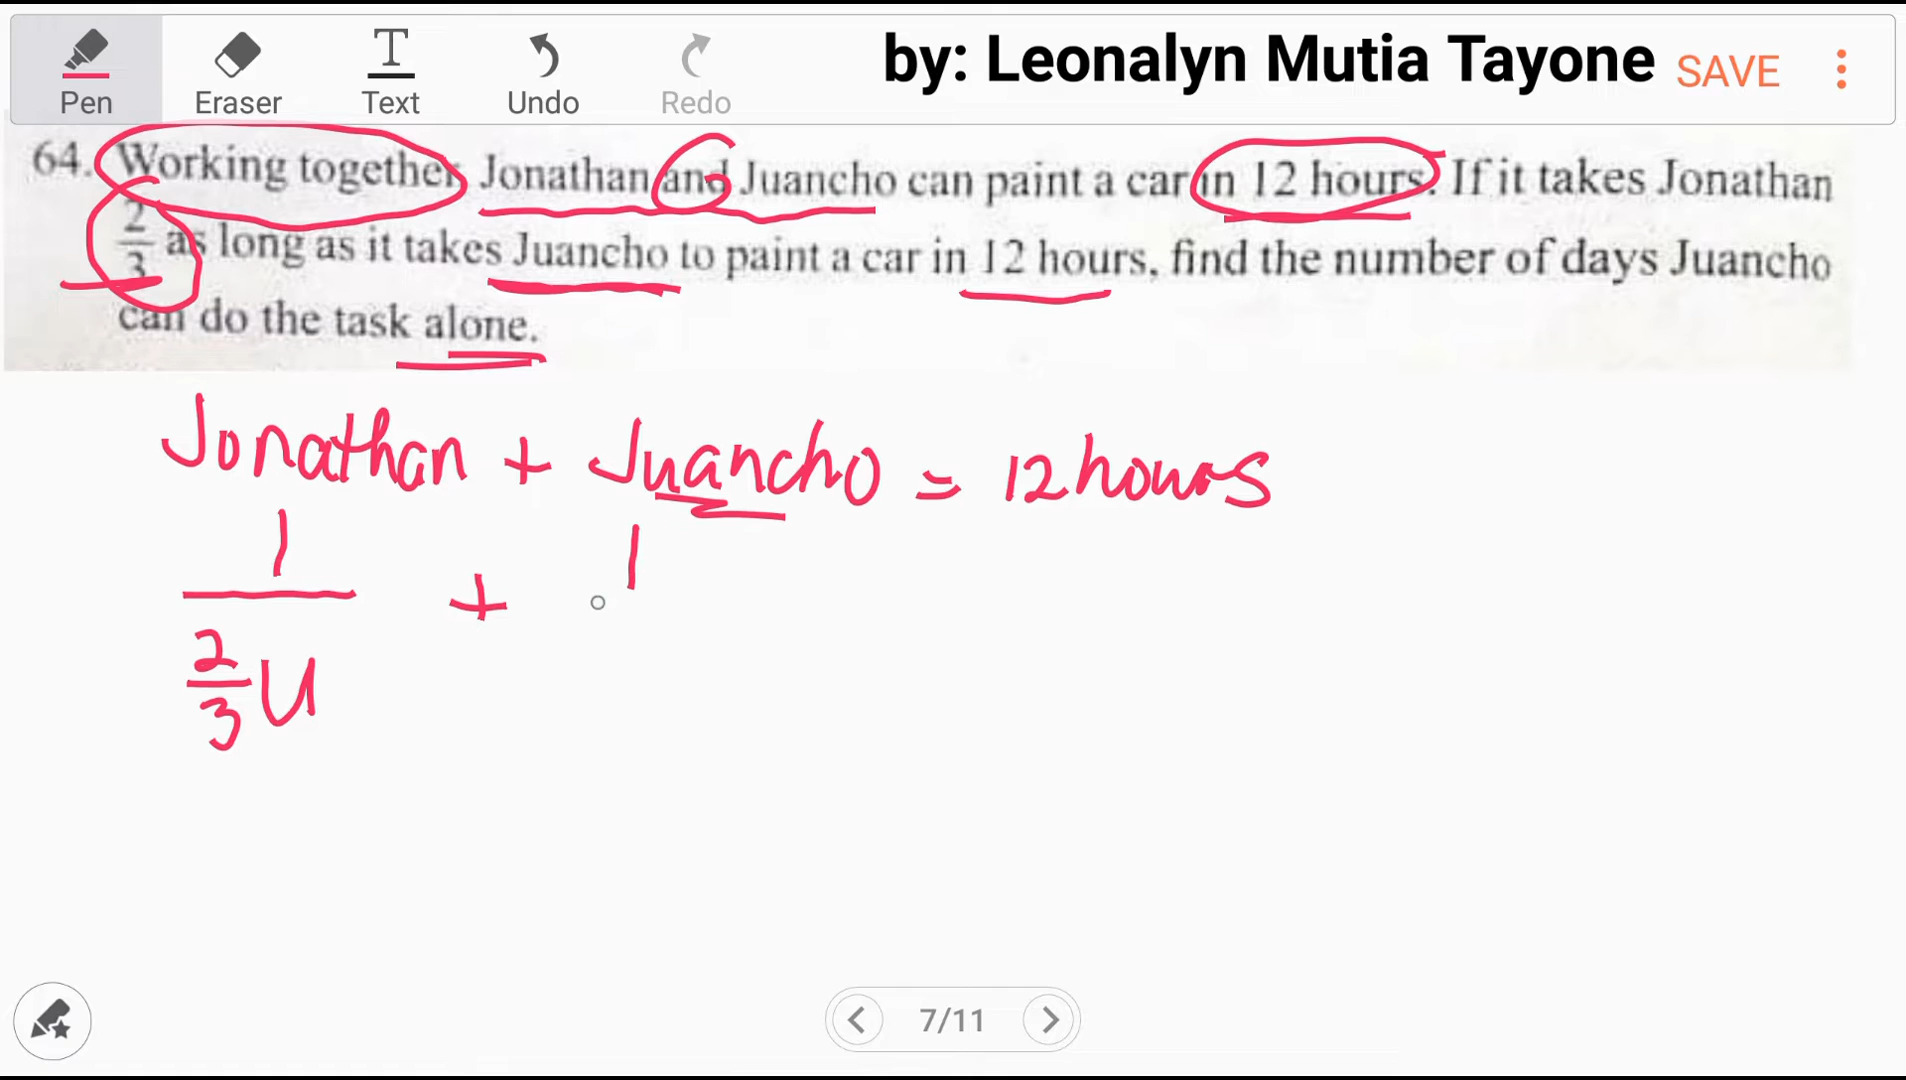 by: Leonalyn Mutia Tayone
SAVE
Pen
Eraser
Text
Undo
Redo
64. Working together Jonathan and Juancho can paint a car in 12 hours. If it takes Jonathan
2/3 as long as it takes Juancho to paint a car in 12 hours, find the number of days Juancho
can do the task alone.
Jonathan + Juancho = 12 hours
1 + 1
2/3 U
7/11